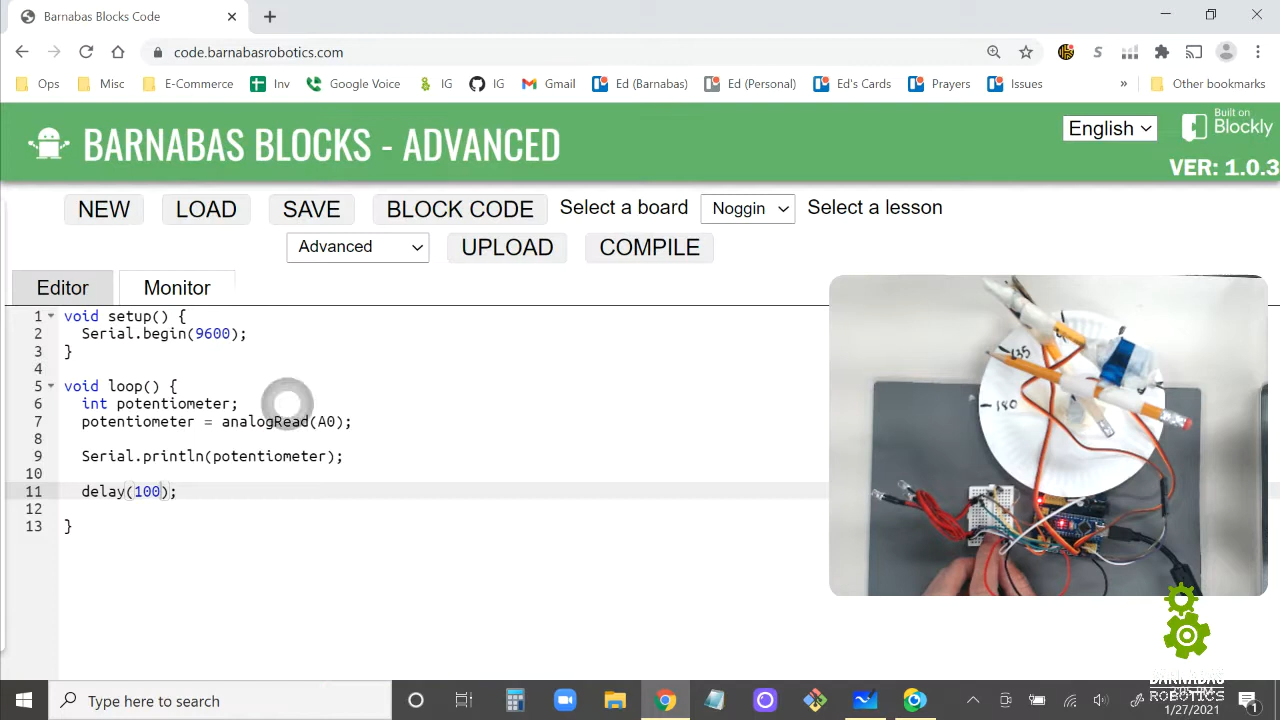 Barnabas Blocks Code
code.barnabasrobotics.com
Ops
Misc
E-Commerce
Inv
Google Voice
IG
IG
Gmail
Ed (Barnabas)
Ed (Personal)
Ed's Cards
Prayers
Issues
»
Other bookmarks
BARNABAS BLOCKS - ADVANCED
English
Built on
Blockly
VER: 1.0.3
NEW
LOAD
SAVE
BLOCK CODE
Select a board
Noggin
Select a lesson
Advanced
UPLOAD
COMPILE
Editor
Monitor
1 void setup() {
2 Serial.begin(9600);
3 }
4
5 void loop() {
6 int potentiometer;
7 potentiometer = analogRead(A0);
8
9 Serial.println(potentiometer);
10
11 delay(100);
12
13 }
135
180
BARNABAS
ROBOTICS
Type here to search
1/27/2021
1